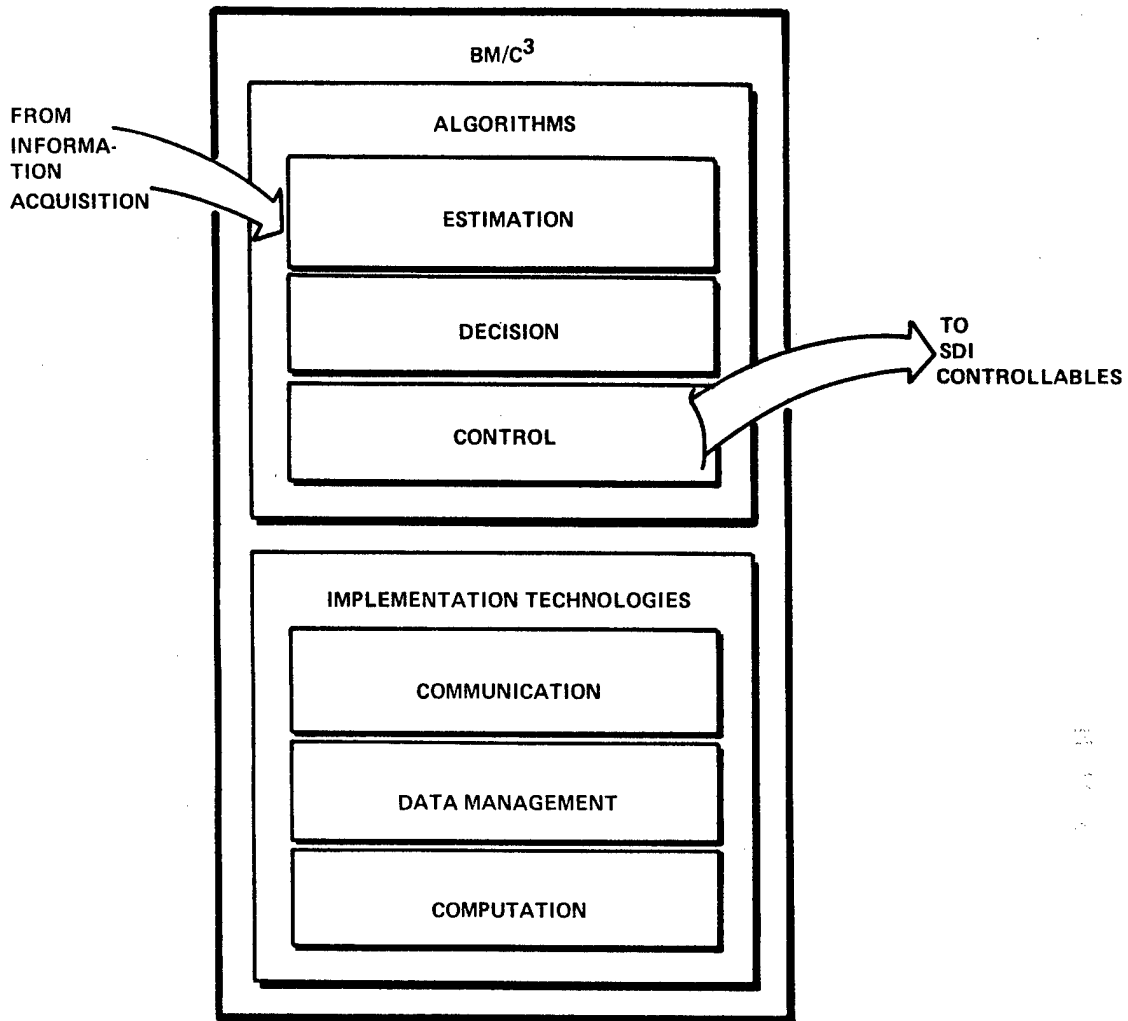 BM/C³
ALGORITHMS
FROM
INFORMA-
TION
ACQUISITION
ESTIMATION
DECISION
CONTROL
TO
SDI
CONTROLLABLES
IMPLEMENTATION TECHNOLOGIES
COMMUNICATION
DATA MANAGEMENT
COMPUTATION